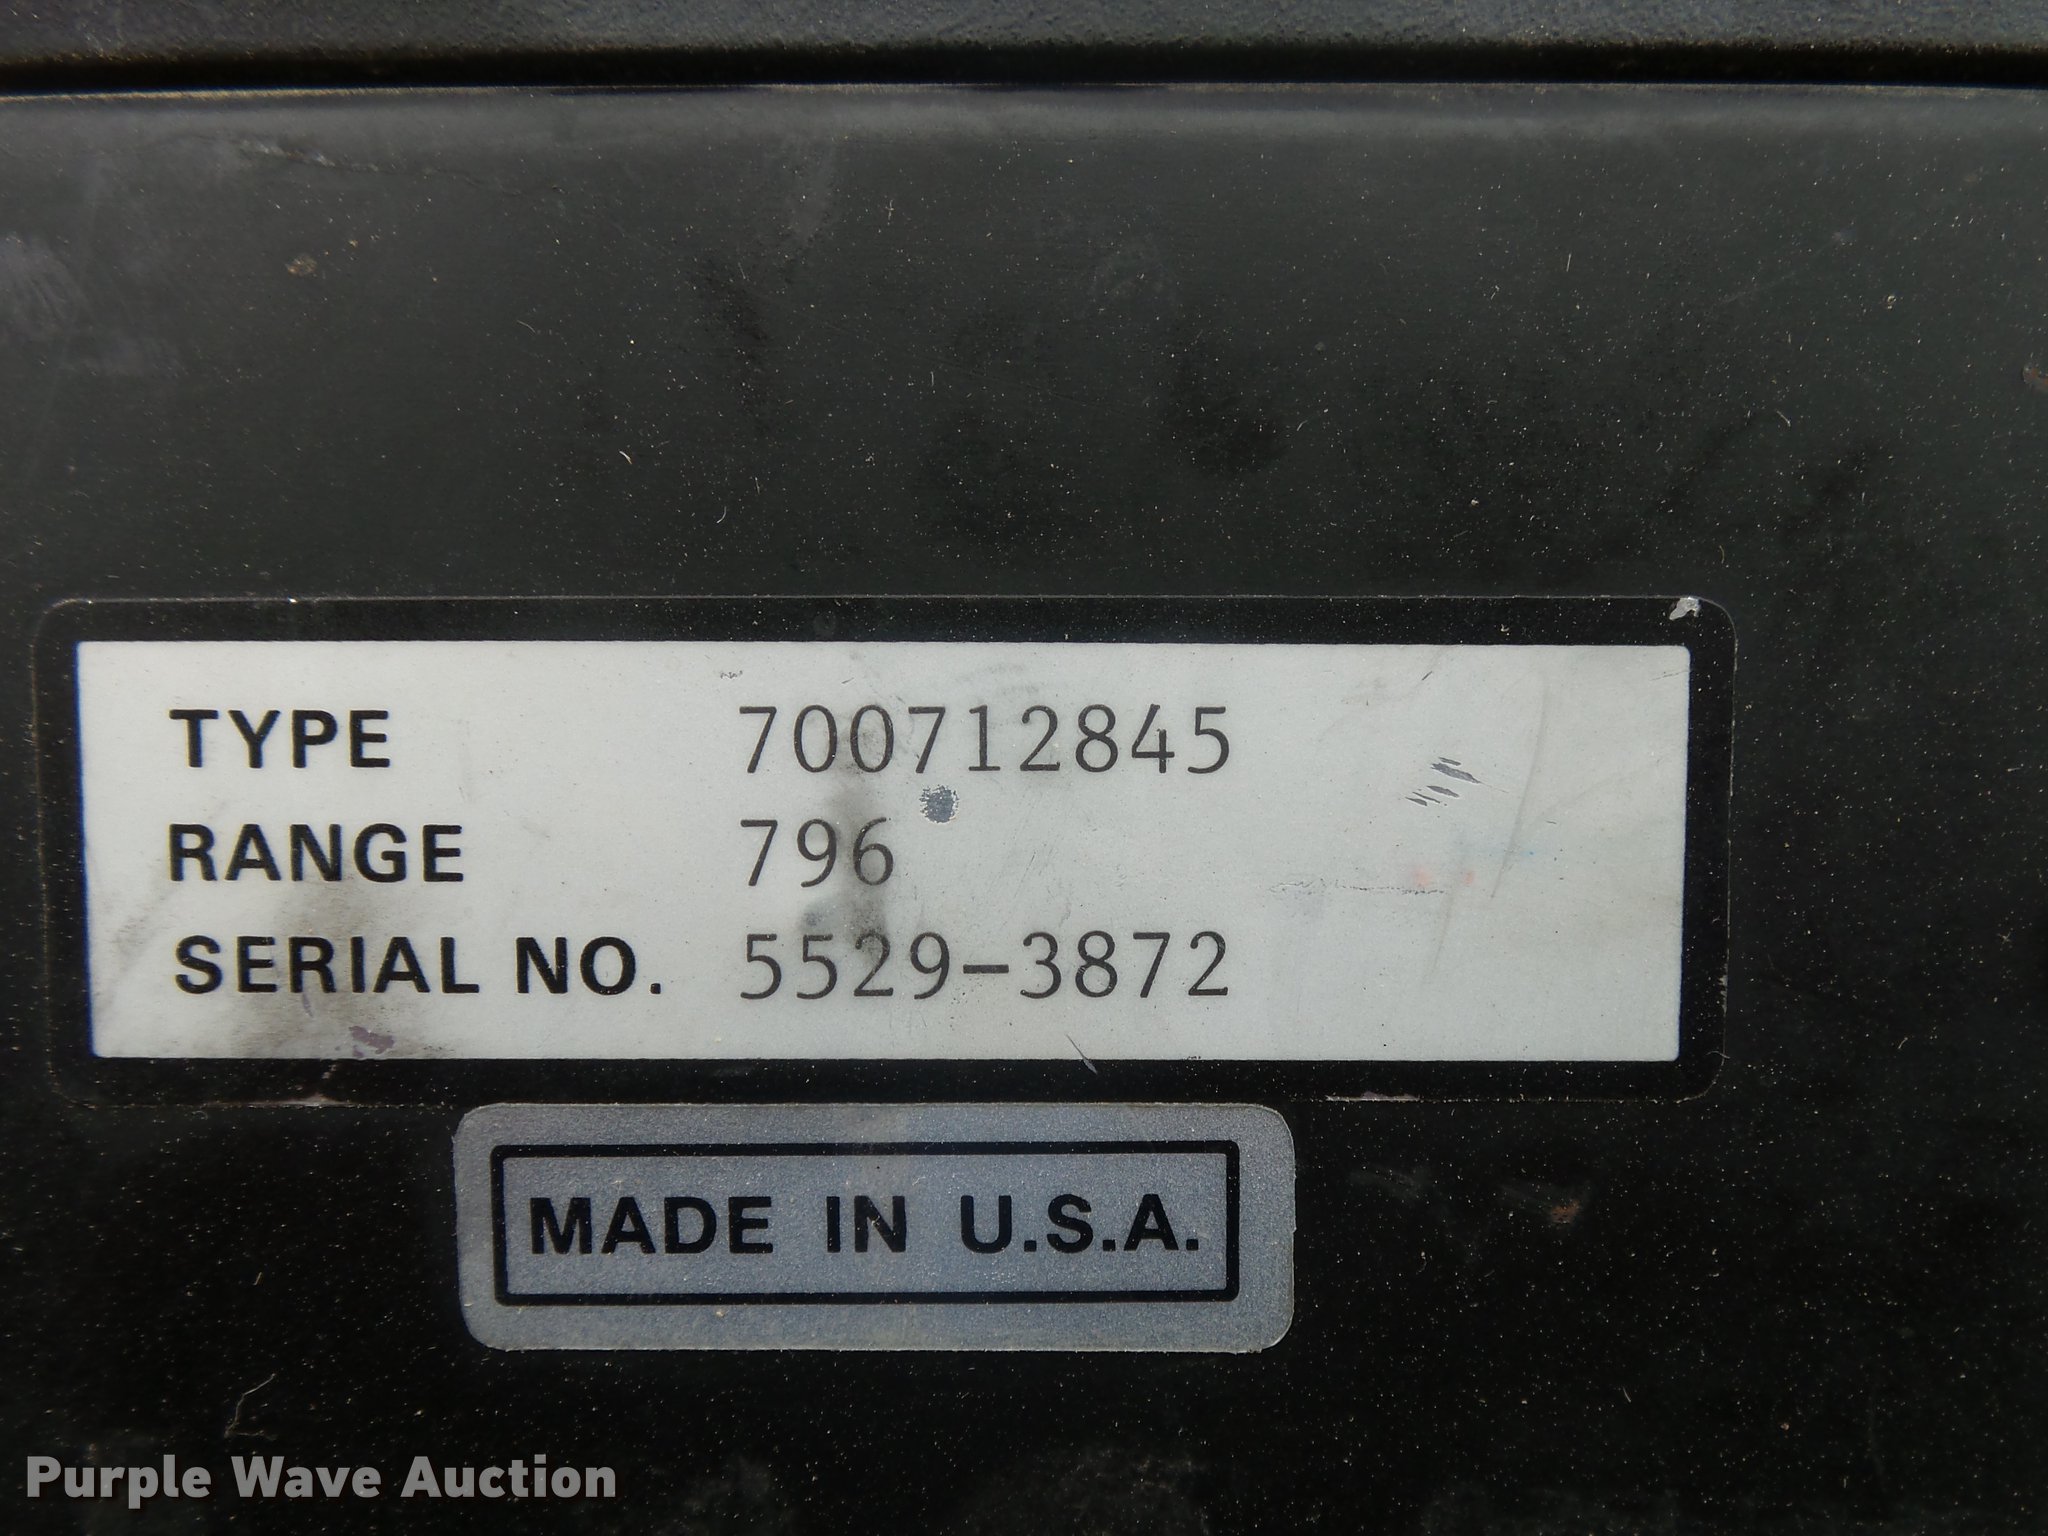 TYPE 700712845
RANGE 796
SERIAL NO. 5529-3872
MADE IN U.S.A.
Purple Wave Auction